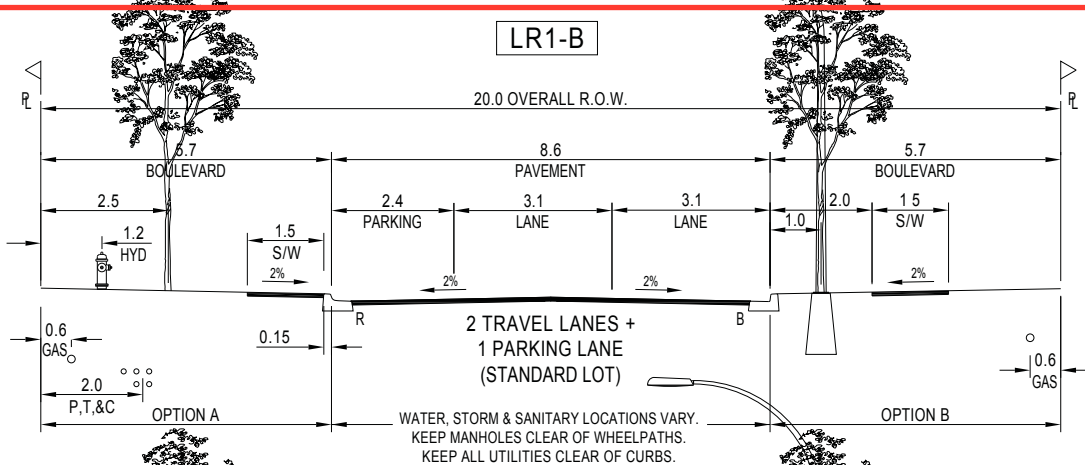 LR1-B
PL
20.0 OVERALL R.O.W.
PL
5.7
BOULEVARD
8.6
PAVEMENT
5.7
BOULEVARD
2.5
2.4
PARKING
3.1
LANE
3.1
LANE
2.0
1 5
S/W
1.0
1.2
HYD
1.5
S/W
2%
2%
2%
2%
R
B
0.6
GAS
0.15
2 TRAVEL LANES +
1 PARKING LANE
(STANDARD LOT)
0.6
GAS
2.0
P,T,&C
OPTION A
WATER, STORM & SANITARY LOCATIONS VARY.
KEEP MANHOLES CLEAR OF WHEELPATHS.
KEEP ALL UTILITIES CLEAR OF CURBS.
OPTION B